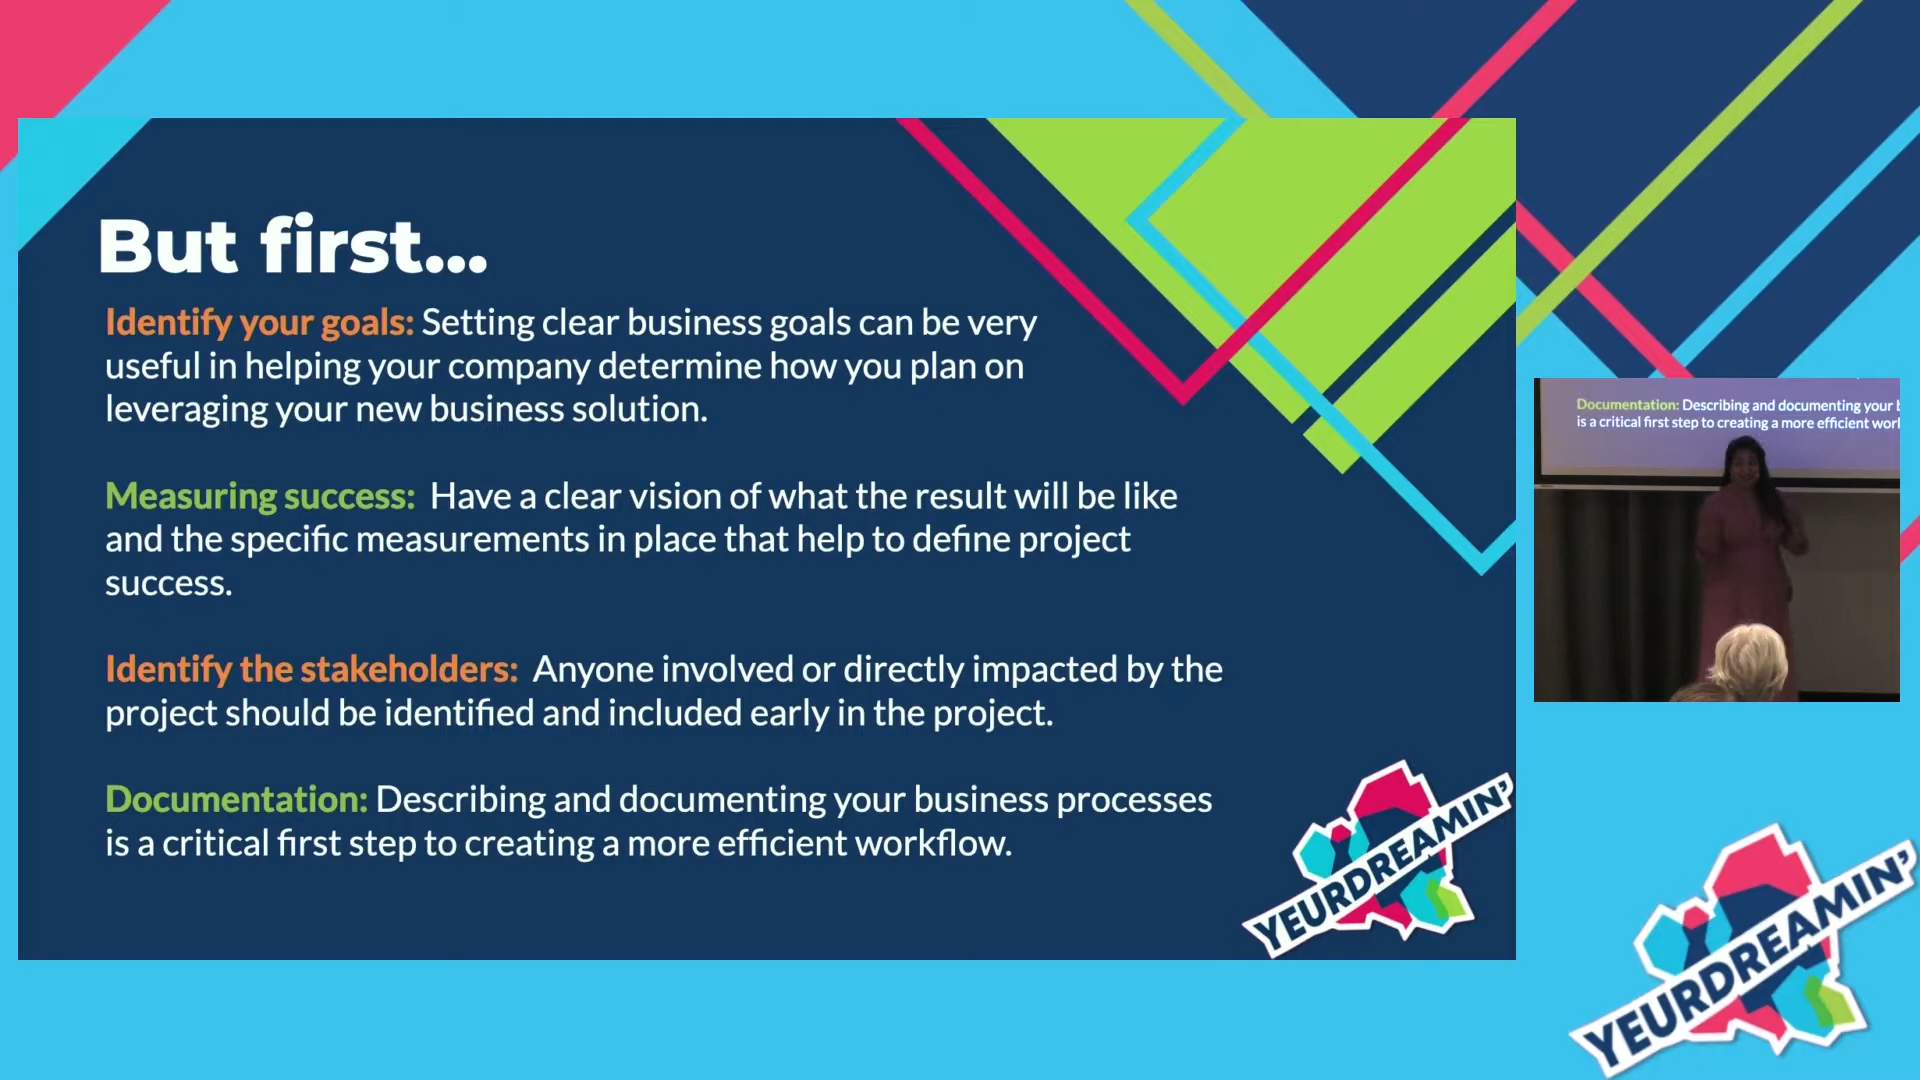 But first...
Identify your goals: Setting clear business goals can be very
useful in helping your company determine how you plan on
leveraging your new business solution.
Measuring success: Have a clear vision of what the result will be like
and the specific measurements in place that help to define project
success.
Identify the stakeholders: Anyone involved or directly impacted by the
project should be identified and included early in the project.
Documentation: Describing and documenting your business processes
is a critical first step to creating a more efficient workflow.
YEURDREAMIN'
Documentation: Describing and documenting your b
is a critical first step to creating a more efficient worl
YEURDREAMIN'